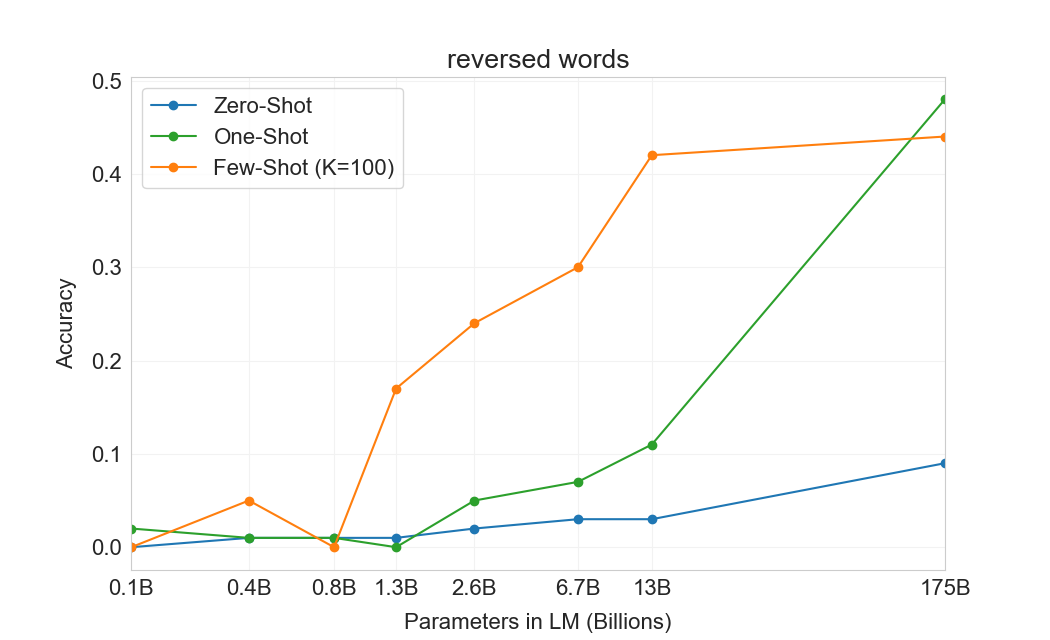 reversed words
0.5
0.4
0.3
0.2
0.1
0.0
Accuracy
Zero-Shot
One-Shot
Few-Shot (K=100)
0.1B 0.4B 0.8B 1.3B 2.6B 6.7B 13B 175B
Parameters in LM (Billions)